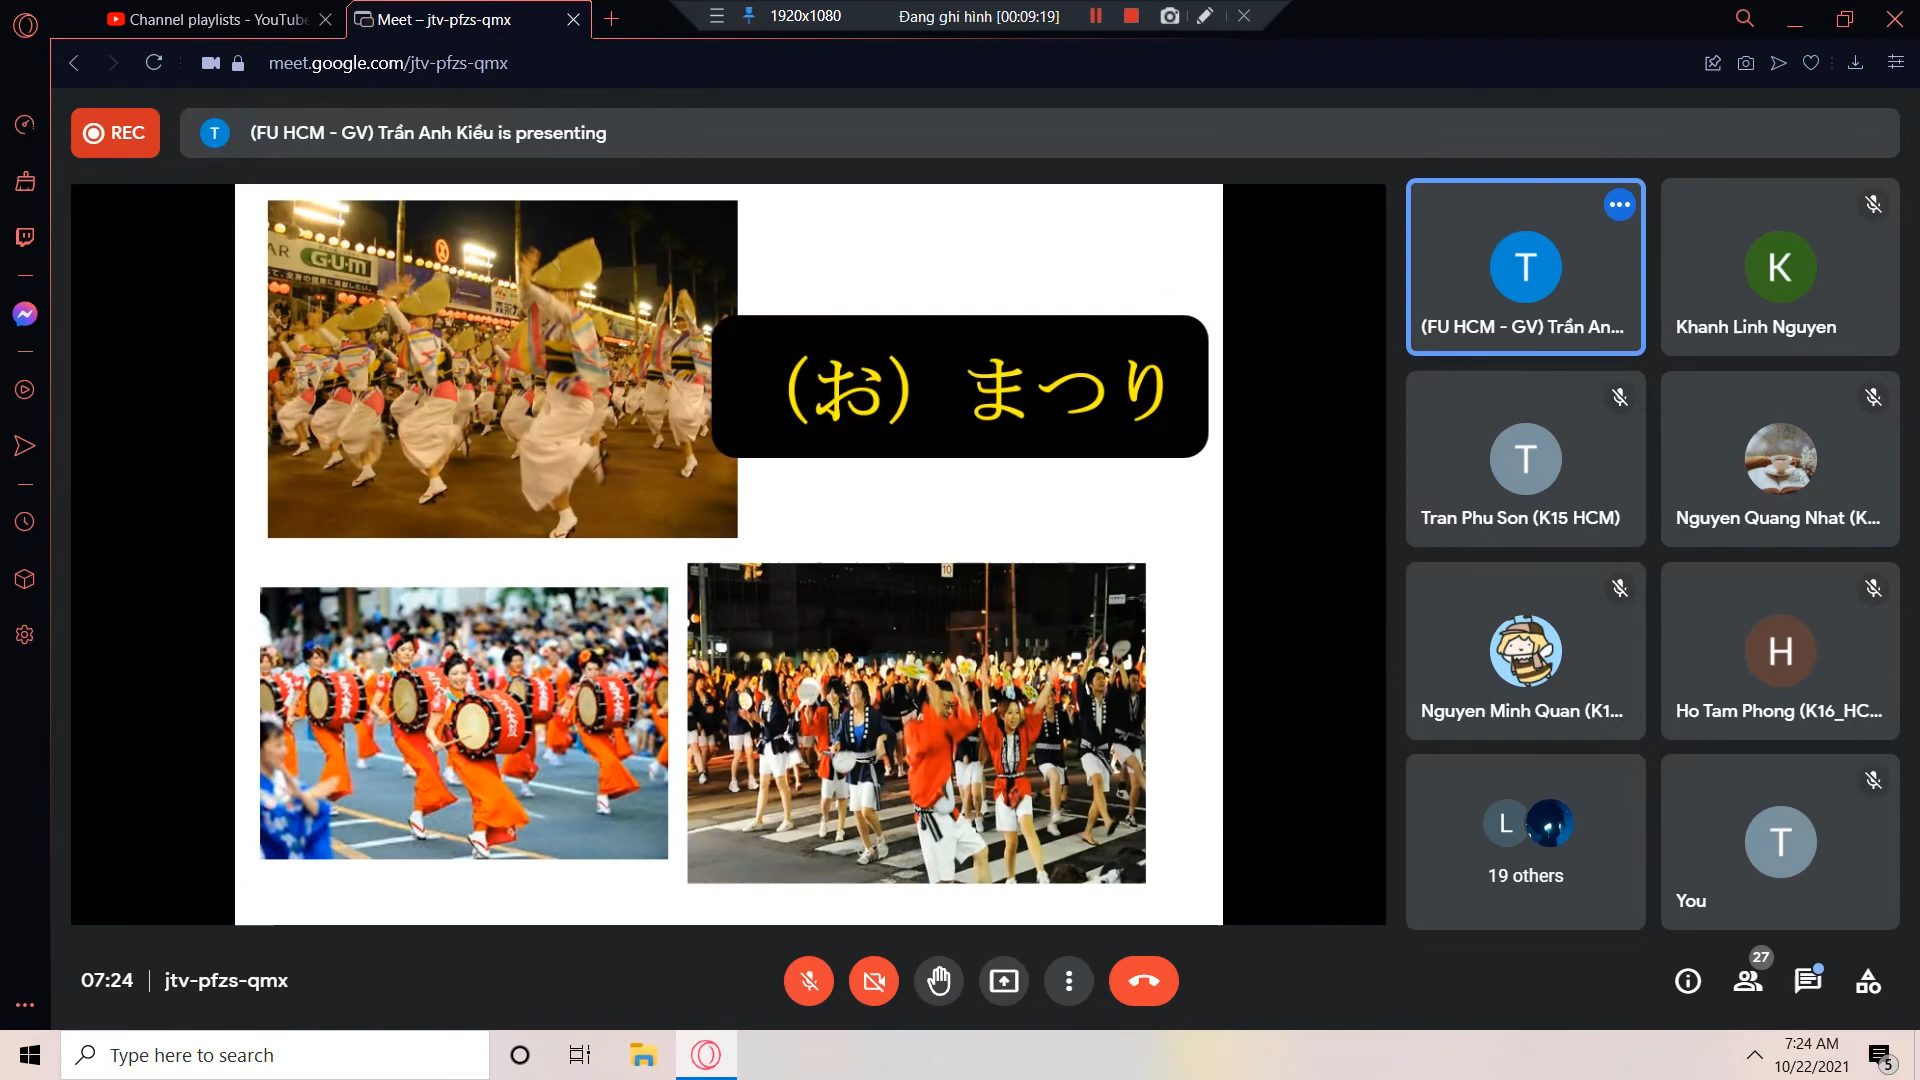 Channel playlists - YouTube
Meet – jtv-pfzs-qmx
1920x1080
Đang ghi hình [00:09:19]
meet.google.com/jtv-pfzs-qmx
REC
T
(FU HCM - GV) Trần Anh Kiều is presenting
G·U·M
（お） まつり
10
T
(FU HCM - GV) Trần An...
K
Khanh Linh Nguyen
T
Tran Phu Son (K15 HCM)
Nguyen Quang Nhat (K...
Nguyen Minh Quan (K1...
H
Ho Tam Phong (K16_HC...
L
19 others
T
You
07:24
jtv-pfzs-qmx
27
Type here to search
7:24 AM
10/22/2021
5